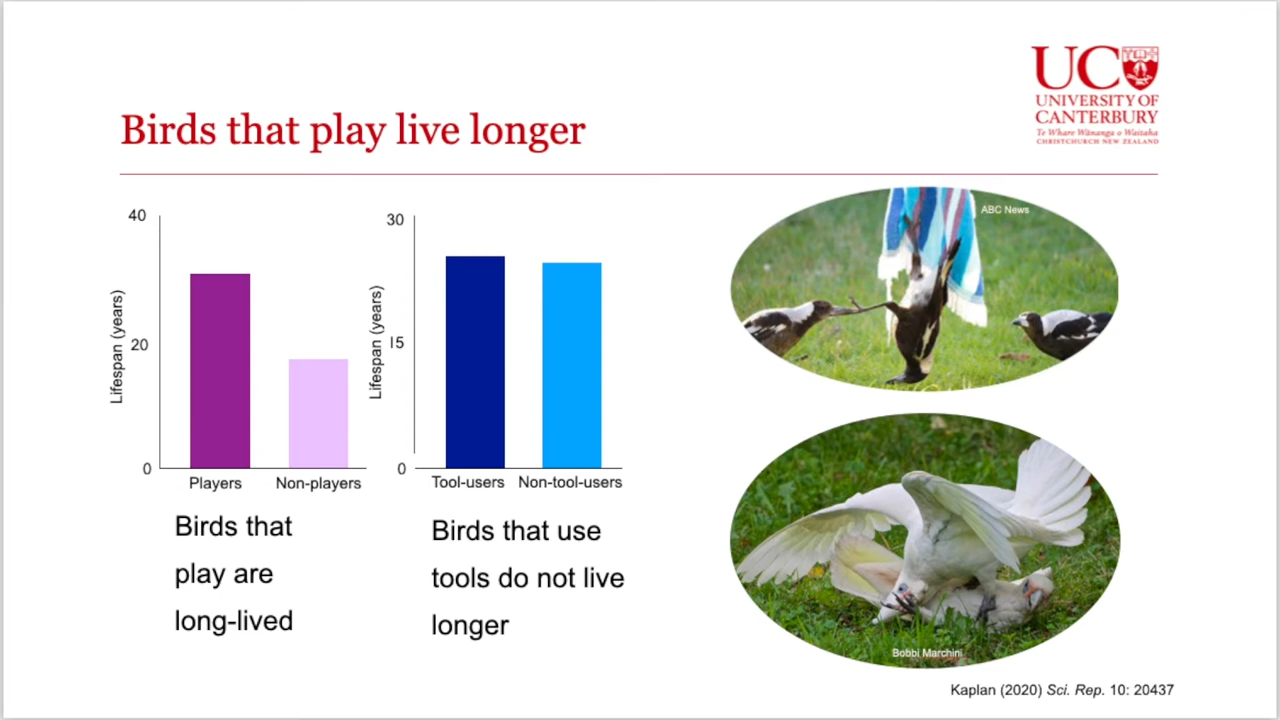 UC
UNIVERSITY OF
CANTERBURY
Te Whare Wānanga o Waitaha
CHRISTCHURCH NEW ZEALAND
Birds that play live longer
40
20
0
Lifespan (years)
Players Non-players
30
15
0
Lifespan (years)
Tool-users Non-tool-users
Birds that
play are
long-lived
Birds that use
tools do not live
longer
ABC News
Bobbi Marchini
Kaplan (2020) Sci. Rep. 10: 20437